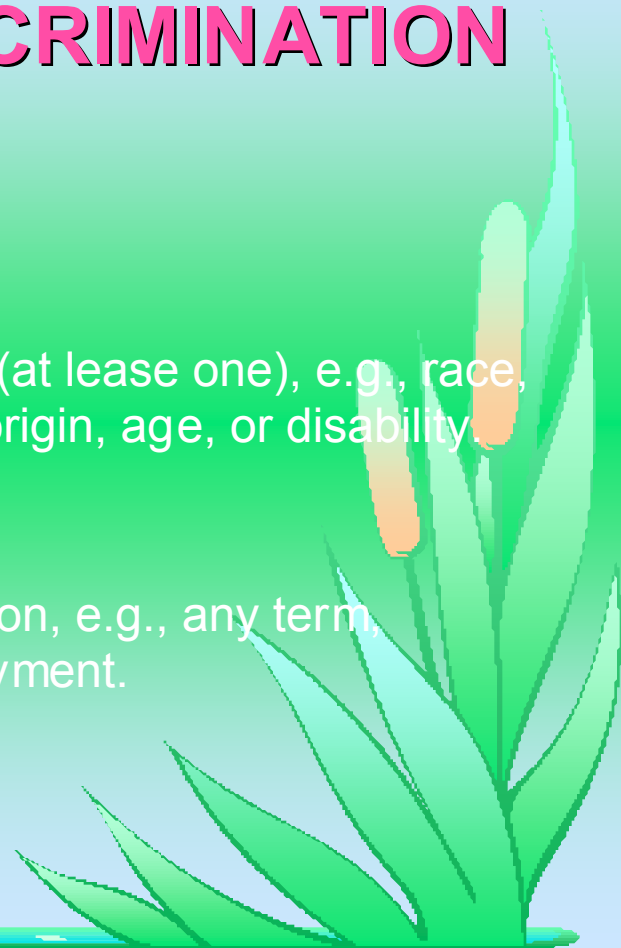 CRIMINATION
(at lease one), e.g., race,
origin, age, or disability.
on, e.g., any term,
yment.